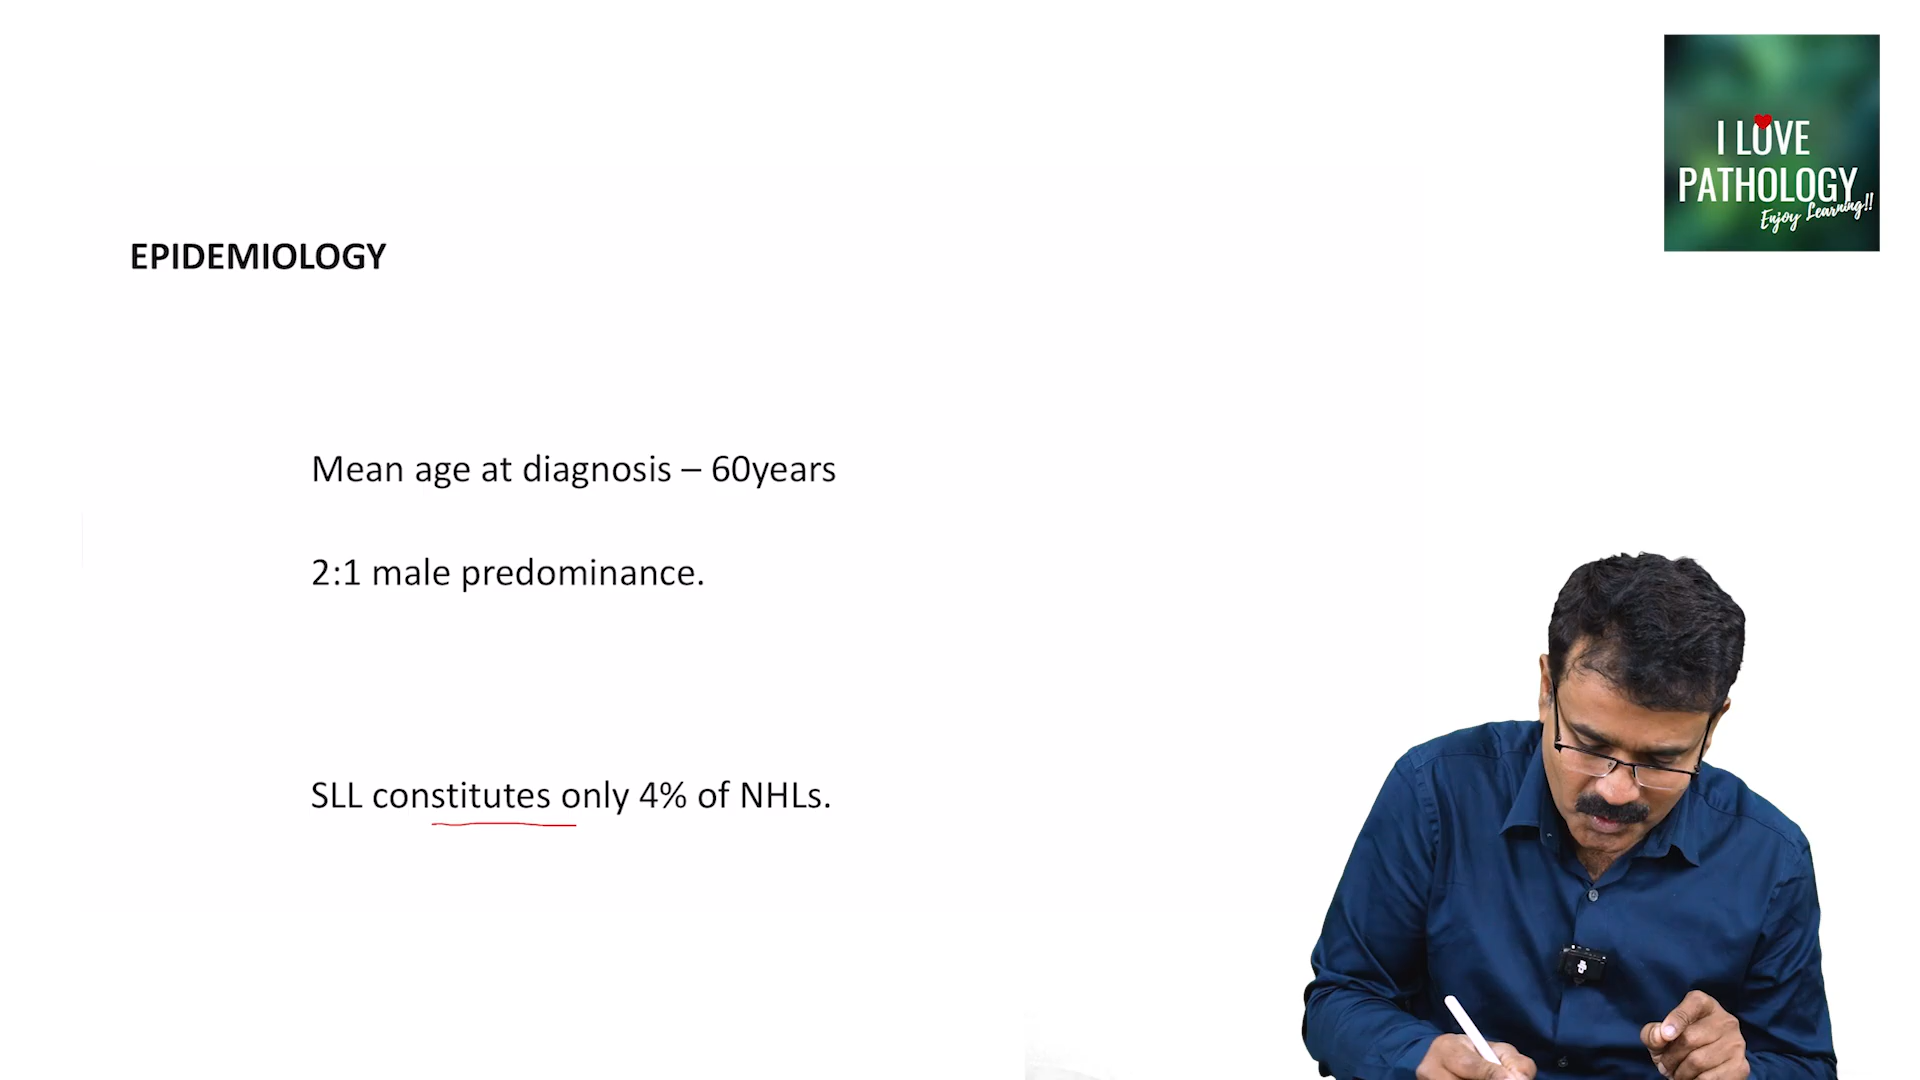 I LOVE
PATHOLOGY
Enjoy Learning!!
EPIDEMIOLOGY
Mean age at diagnosis – 60years
2:1 male predominance.
SLL constitutes only 4% of NHLs.